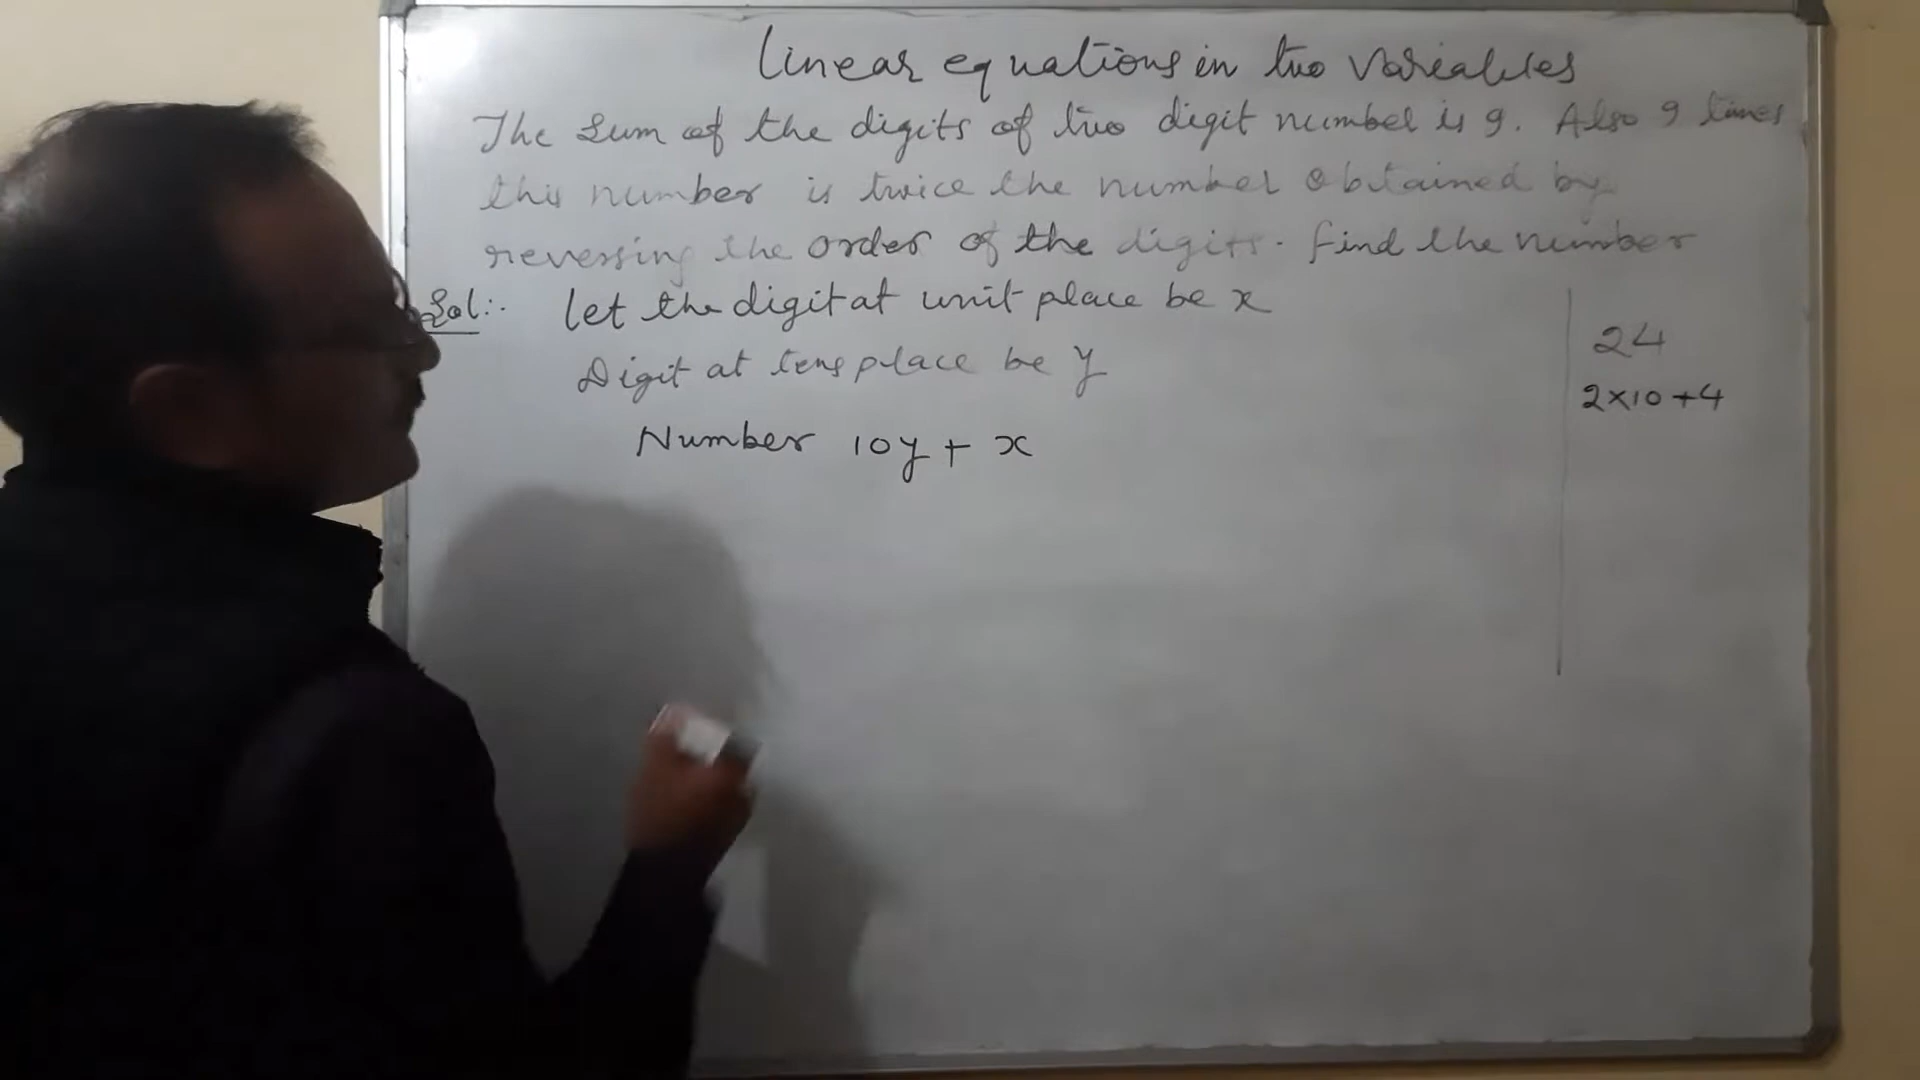 Linear equations in two variables
The sum of the digits of two digit number is 9. Also 9 times
this number is twice the number obtained by
reversing the order of the digits. Find the number
Sol:- let the digit at unit place be x
Digit at tens place be y
Number 10y + x
24
2×10+4